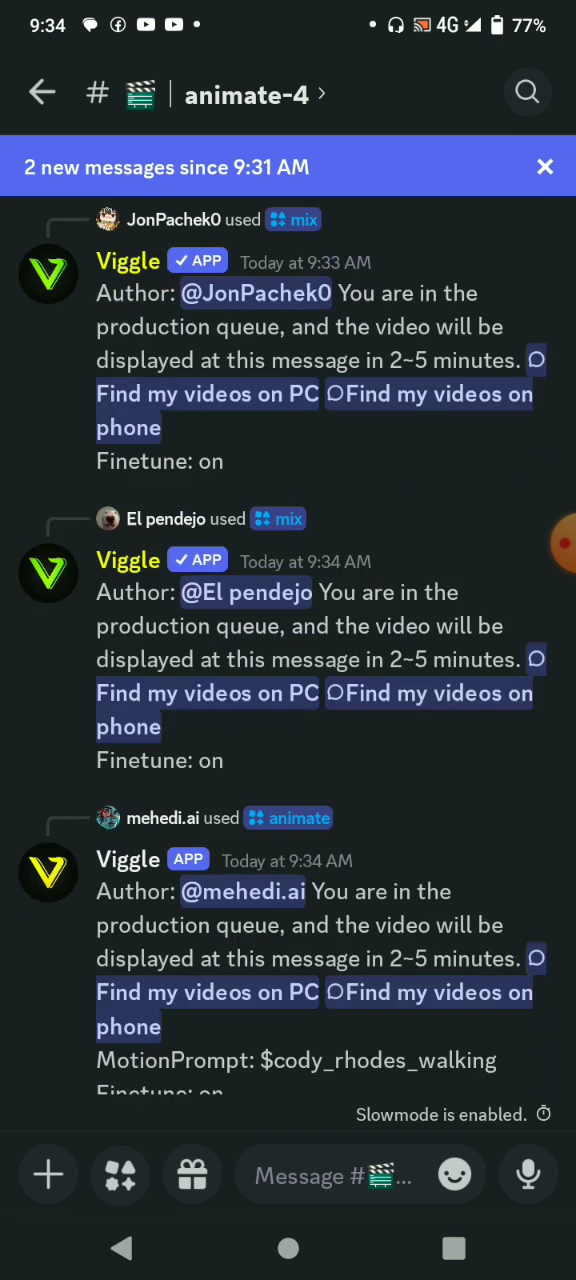 9:34
4G
77%
# | animate-4 ›
2 new messages since 9:31 AM
JonPachek0 used mix
Viggle ✓ APP Today at 9:33 AM
Author: @JonPachek0 You are in the
production queue, and the video will be
displayed at this message in 2~5 minutes.
Find my videos on PC Find my videos on
phone
Finetune: on
El pendejo used mix
Viggle ✓ APP Today at 9:34 AM
Author: @El pendejo You are in the
production queue, and the video will be
displayed at this message in 2~5 minutes.
Find my videos on PC Find my videos on
phone
Finetune: on
mehedi.ai used animate
Viggle APP Today at 9:34 AM
Author: @mehedi.ai You are in the
production queue, and the video will be
displayed at this message in 2~5 minutes.
Find my videos on PC Find my videos on
phone
MotionPrompt: $cody_rhodes_walking
Finetune: on
Slowmode is enabled.
Message #🎬...